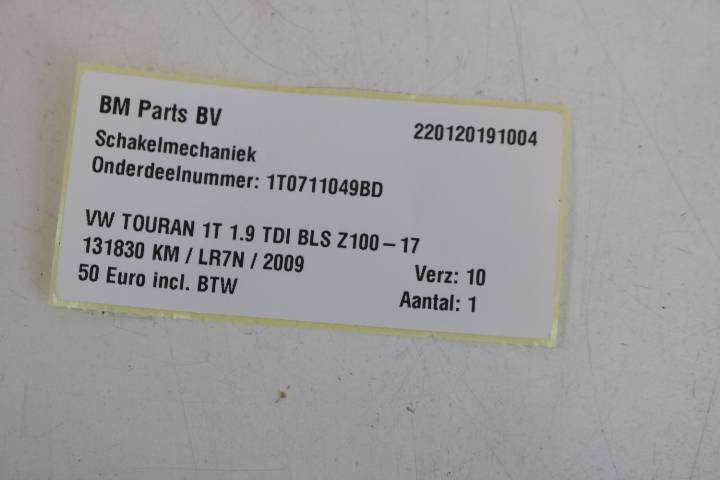 BM Parts BV 220120191004
Schakelmechaniek
Onderdeelnummer: 1T0711049BD
VW TOURAN 1T 1.9 TDI BLS Z100-17
131830 KM / LR7N / 2009 Verz: 10
50 Euro incl. BTW Aantal: 1